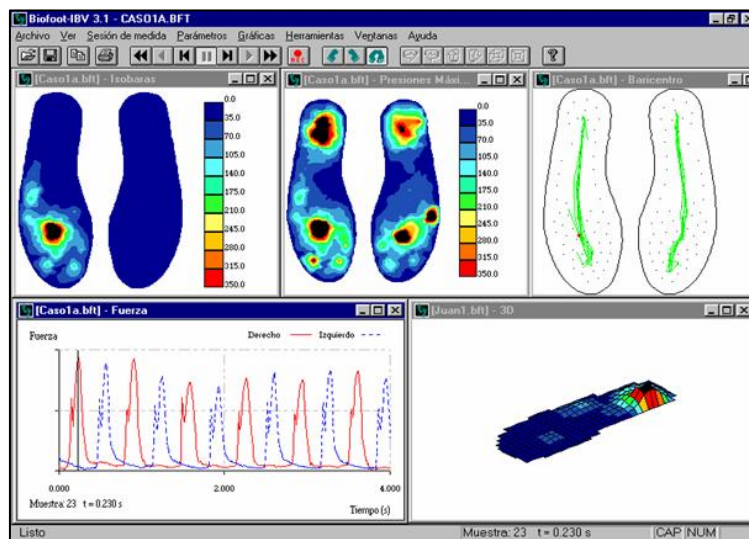 Biofoot-IBV 3.1 - CASO1A.BFT
Archivo Ver Sesión de medida Parámetros Gráficas Herramientas Ventanas Ayuda
REC
?
[Caso1a.bft] - Isobaras
0.0
35.0
70.0
105.0
140.0
175.0
210.0
245.0
280.0
315.0
350.0
[Caso1a.bft] - Presiones Máxi...
0.0
35.0
70.0
105.0
140.0
175.0
210.0
245.0
280.0
315.0
350.0
[Caso1a.bft] - Baricentro
[Caso1a.bft] - Fuerza
Fuerza
Derecho Izquierdo
0.000 2.000 4.000
Muestra: 23 t = 0.230 s Tiempo (s)
[Juan1.bft] - 3D
Listo Muestra: 23 t = 0.230 s CAP NUM